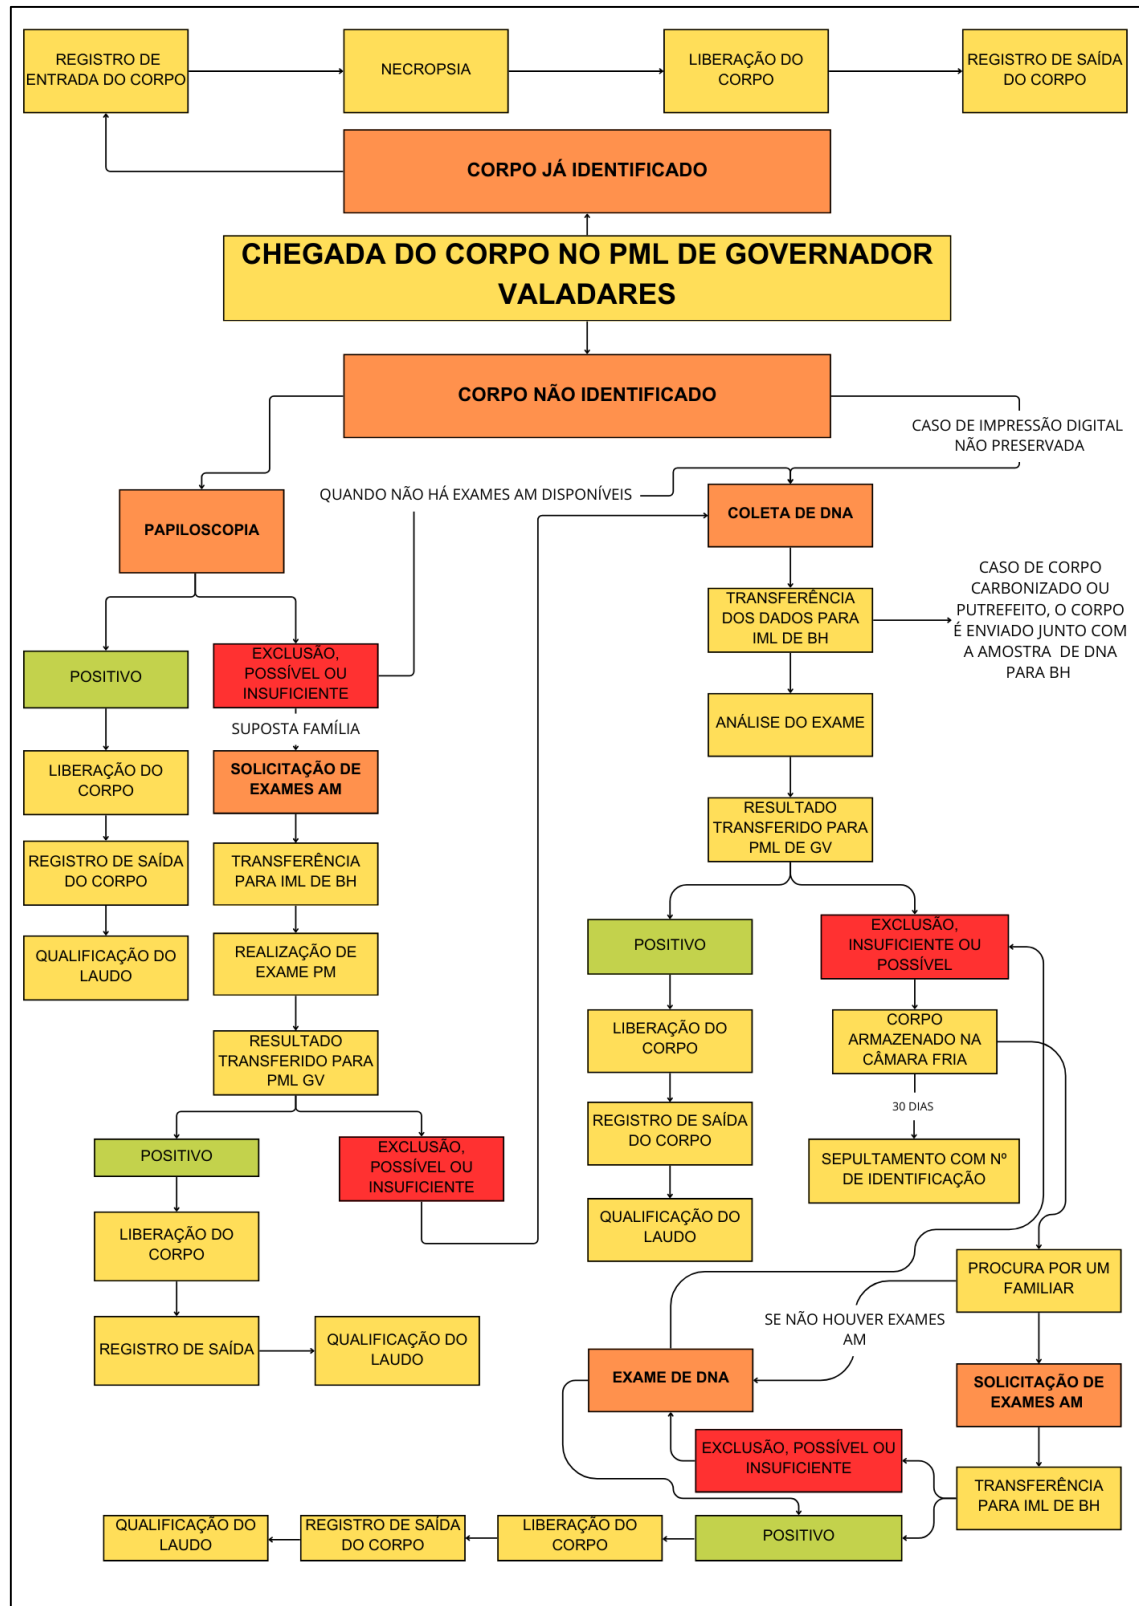 REGISTRO DE
ENTRADA DO CORPO
NECROPSIA
LIBERAÇÃO DO
CORPO
REGISTRO DE SAÍDA
DO CORPO
CORPO JÁ IDENTIFICADO
CHEGADA DO CORPO NO PML DE GOVERNADOR
VALADARES
CORPO NÃO IDENTIFICADO
CASO DE IMPRESSÃO DIGITAL
NÃO PRESERVADA
QUANDO NÃO HÁ EXAMES AM DISPONÍVEIS
PAPILOSCOPIA
POSITIVO
EXCLUSÃO,
POSSÍVEL OU
INSUFICIENTE
SUPOSTA FAMÍLIA
LIBERAÇÃO DO
CORPO
REGISTRO DE SAÍDA
DO CORPO
QUALIFICAÇÃO DO
LAUDO
SOLICITAÇÃO DE
EXAMES AM
TRANSFERÊNCIA
PARA IML DE BH
REALIZAÇÃO DE
EXAME PM
RESULTADO
TRANSFERIDO PARA
PML GV
POSITIVO
EXCLUSÃO,
POSSÍVEL OU
INSUFICIENTE
LIBERAÇÃO DO
CORPO
REGISTRO DE SAÍDA
QUALIFICAÇÃO DO
LAUDO
COLETA DE DNA
TRANSFERÊNCIA
DOS DADOS PARA
IML DE BH
CASO DE CORPO
CARBONIZADO OU
PUTREFEITO, O CORPO
É ENVIADO JUNTO COM
A AMOSTRA DE DNA
PARA BH
ANÁLISE DO EXAME
RESULTADO
TRANSFERIDO PARA
PML DE GV
POSITIVO
EXCLUSÃO,
INSUFICIENTE OU
POSSÍVEL
LIBERAÇÃO DO
CORPO
REGISTRO DE SAÍDA
DO CORPO
QUALIFICAÇÃO DO
LAUDO
CORPO
ARMAZENADO NA
CÂMARA FRIA
30 DIAS
SEPULTAMENTO COM Nº
DE IDENTIFICAÇÃO
PROCURA POR UM
FAMILIAR
SE NÃO HOUVER EXAMES
AM
EXAME DE DNA
SOLICITAÇÃO DE
EXAMES AM
EXCLUSÃO, POSSÍVEL OU
INSUFICIENTE
TRANSFERÊNCIA
PARA IML DE BH
POSITIVO
LIBERAÇÃO DO
CORPO
REGISTRO DE SAÍDA
DO CORPO
QUALIFICAÇÃO DO
LAUDO